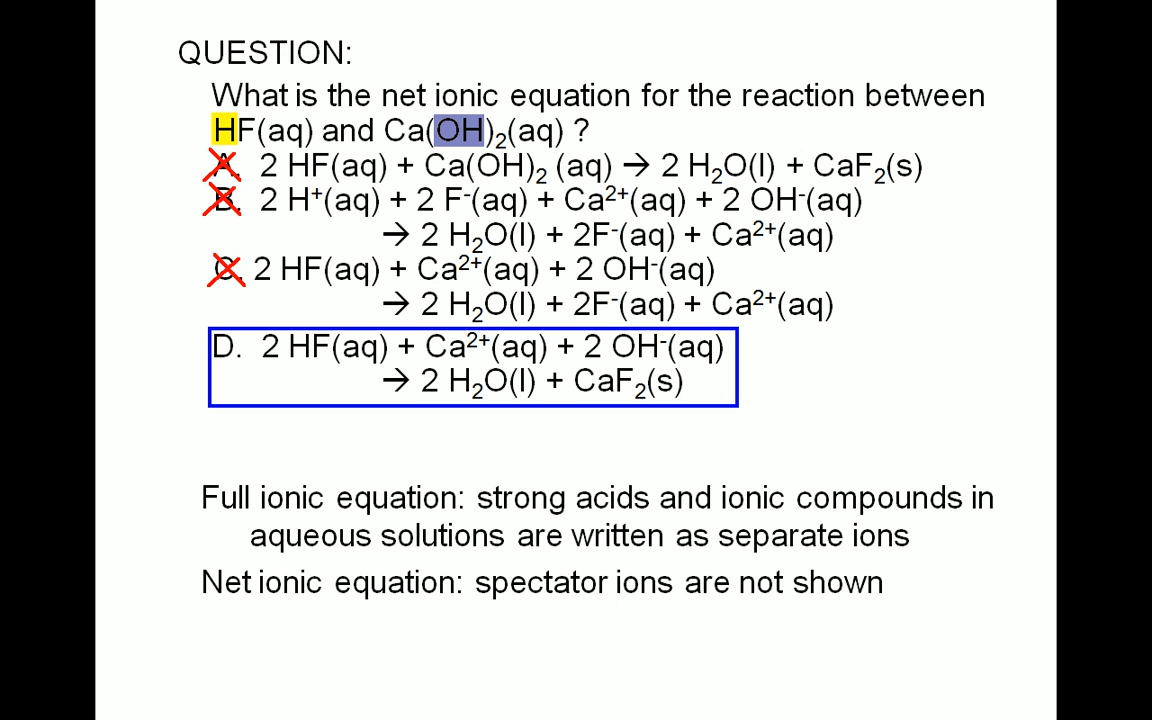 QUESTION:
What is the net ionic equation for the reaction between
HF(aq) and Ca(OH)₂(aq) ?
A. 2 HF(aq) + Ca(OH)₂ (aq) → 2 H₂O(l) + CaF₂(s)
B. 2 H⁺(aq) + 2 F⁻(aq) + Ca²⁺(aq) + 2 OH⁻(aq)
→ 2 H₂O(l) + 2F⁻(aq) + Ca²⁺(aq)
C. 2 HF(aq) + Ca²⁺(aq) + 2 OH⁻(aq)
→ 2 H₂O(l) + 2F⁻(aq) + Ca²⁺(aq)
D. 2 HF(aq) + Ca²⁺(aq) + 2 OH⁻(aq)
→ 2 H₂O(l) + CaF₂(s)
Full ionic equation: strong acids and ionic compounds in
aqueous solutions are written as separate ions
Net ionic equation: spectator ions are not shown